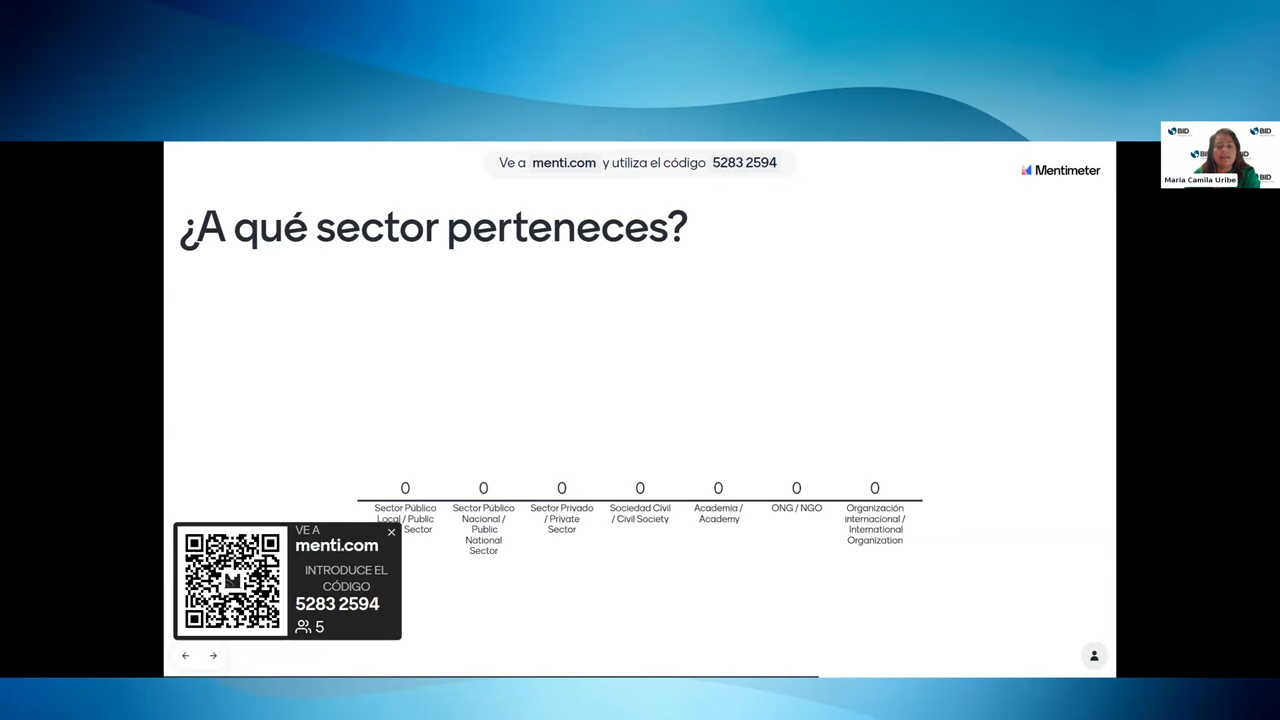 Ve a menti.com y utiliza el código 5283 2594
Mentimeter
BID
BID
Maria Camila Uribe
BID
¿A qué sector perteneces?
0 0 0 0 0 0 0
Sector Público
Local / Public
Sector
Sector Público
Nacional /
Public
National
Sector
Sector Privado
/ Private
Sector
Sociedad Civil
/ Civil Society
Academia /
Academy
ONG / NGO
Organización
internacional /
International
Organization
VE A
menti.com
INTRODUCE EL
CÓDIGO
5283 2594
5